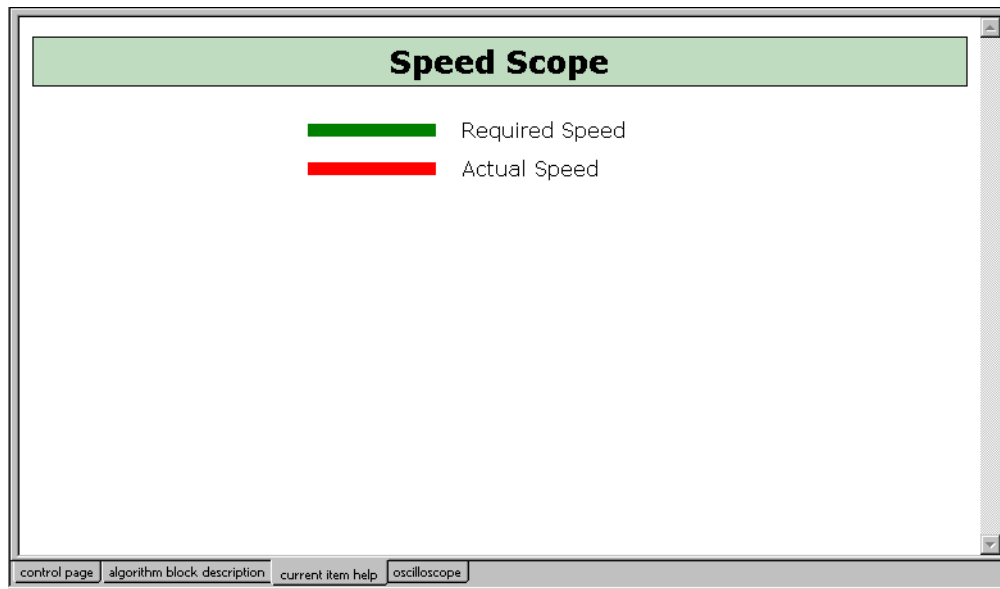 Speed Scope
Required Speed
Actual Speed
control page algorithm block description current item help oscilloscope